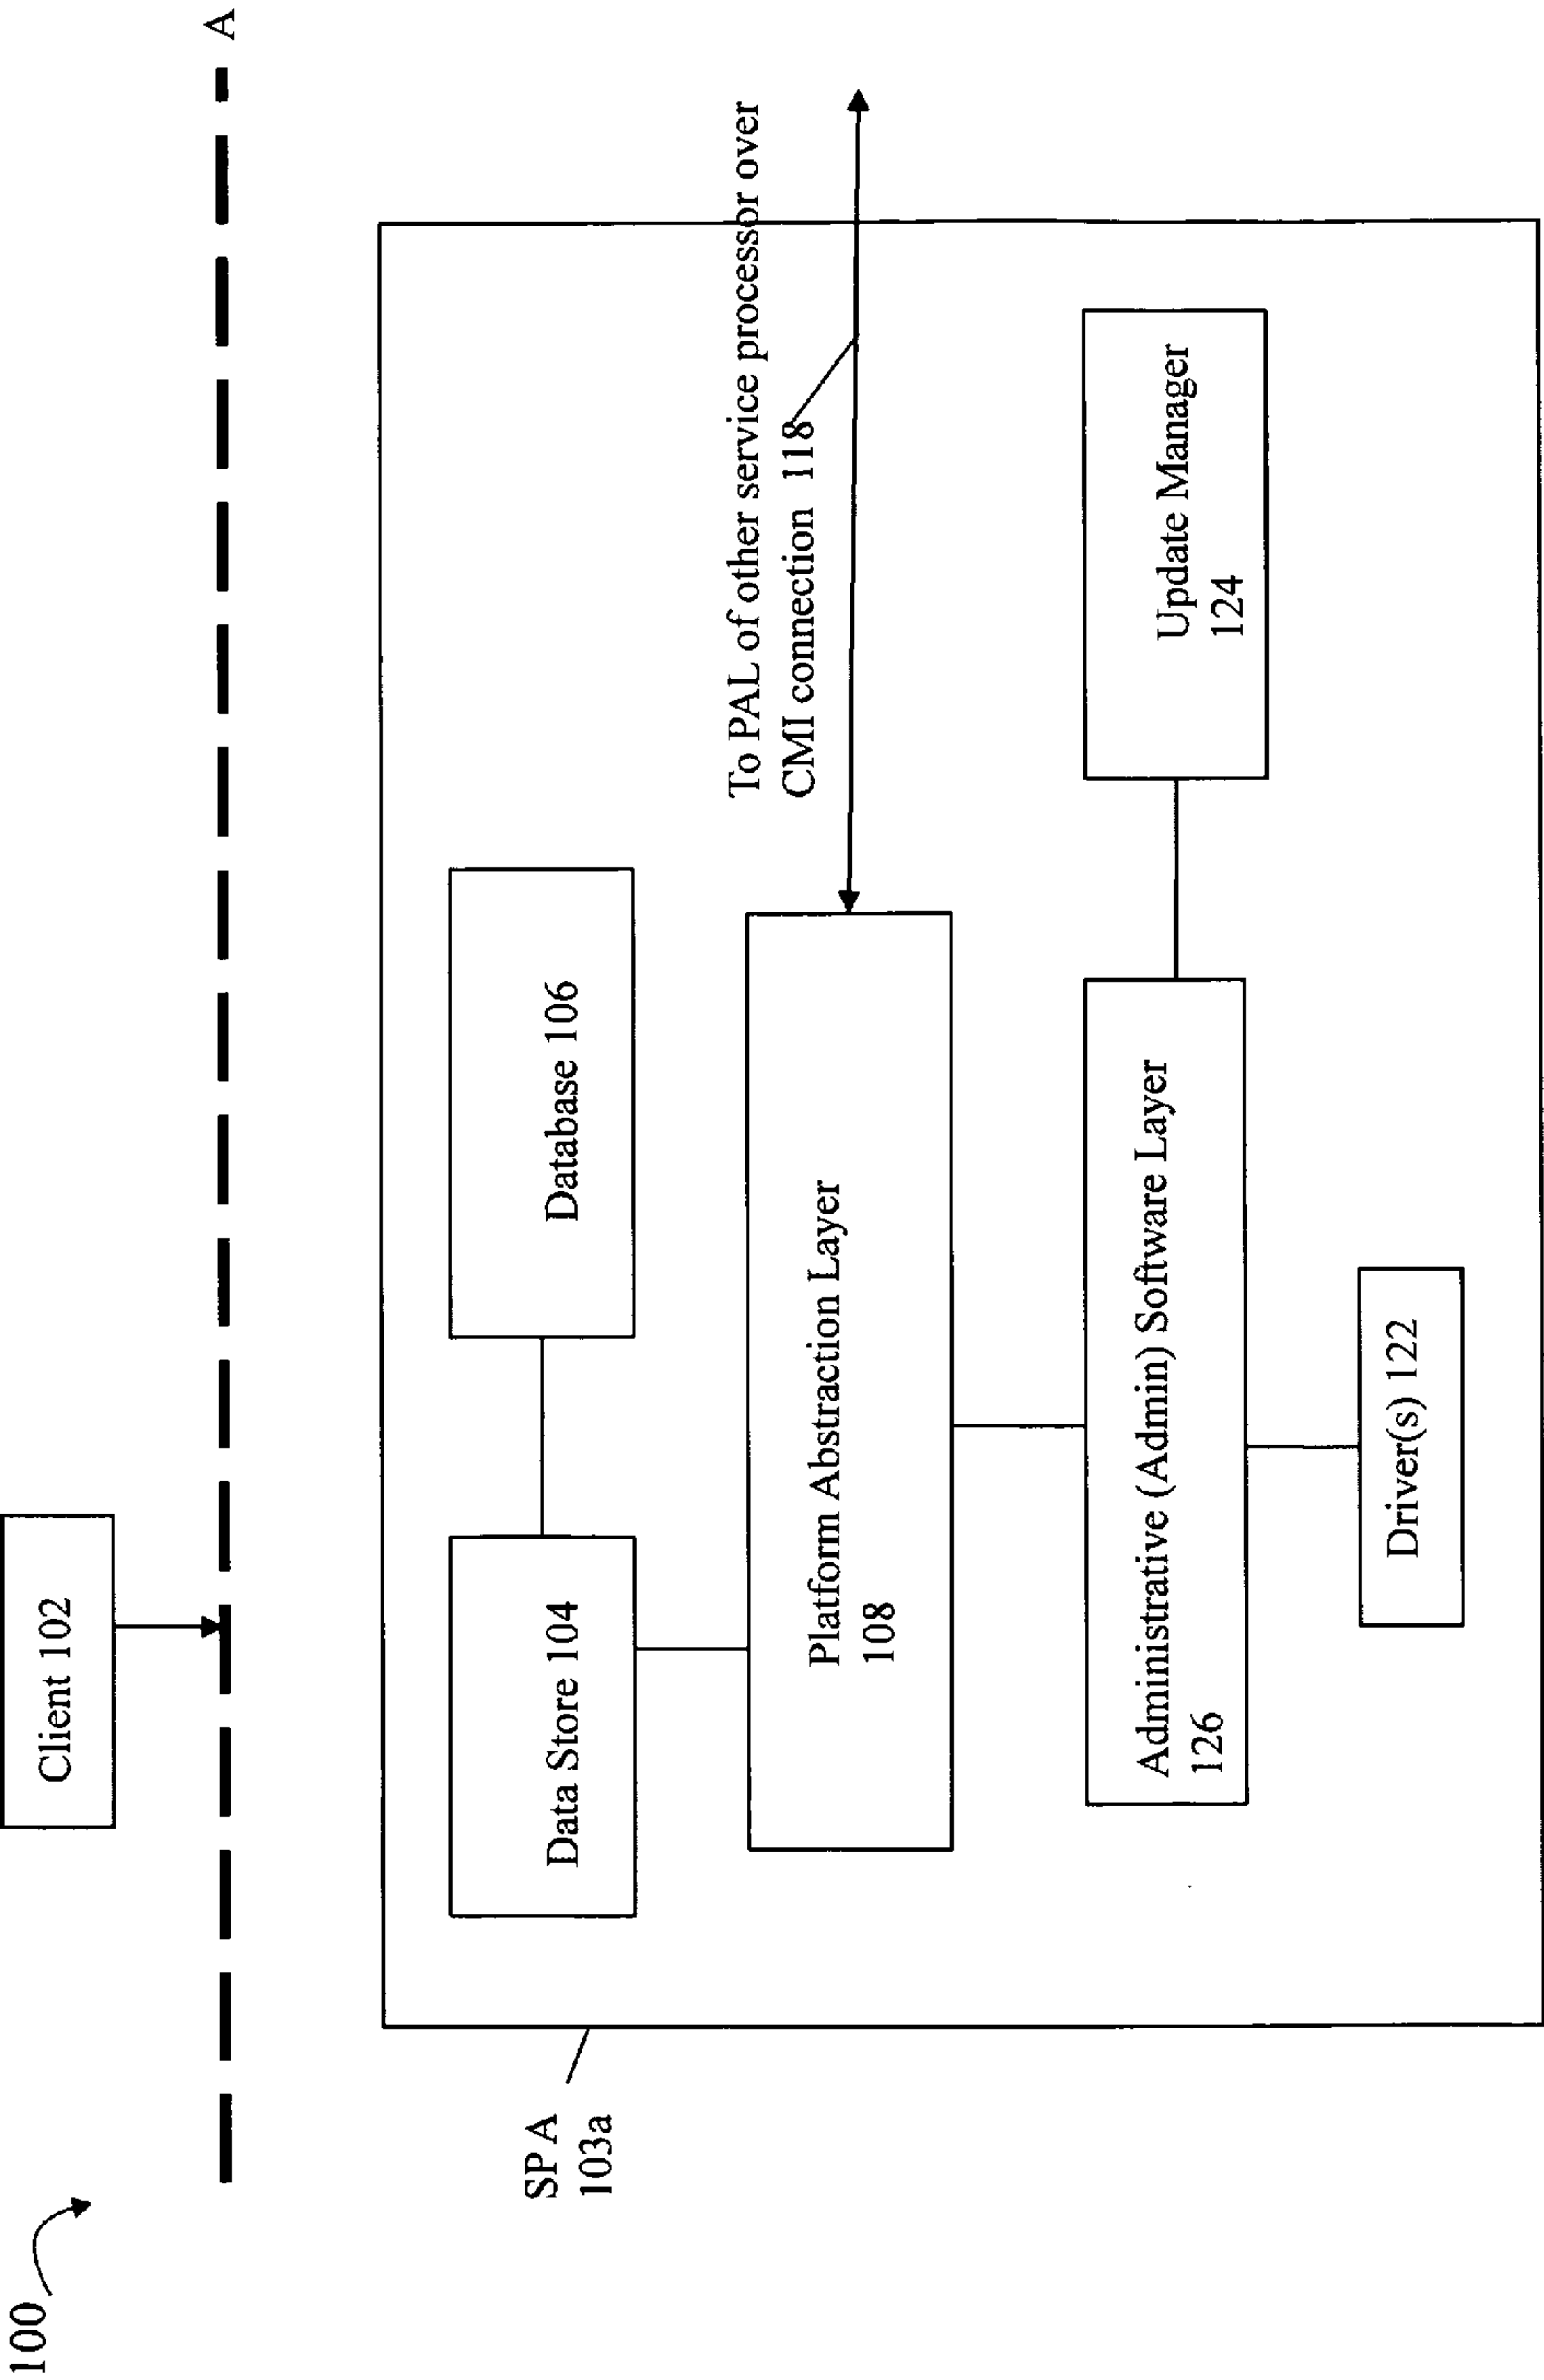 100
Client 102
A
SP A
103a
Data Store 104
Database 106
To PAL of other service processor over
CMI connection 118
Platform Abstraction Layer
108
Administrative (Admin) Software Layer
126
Update Manager
124
Driver(s) 122